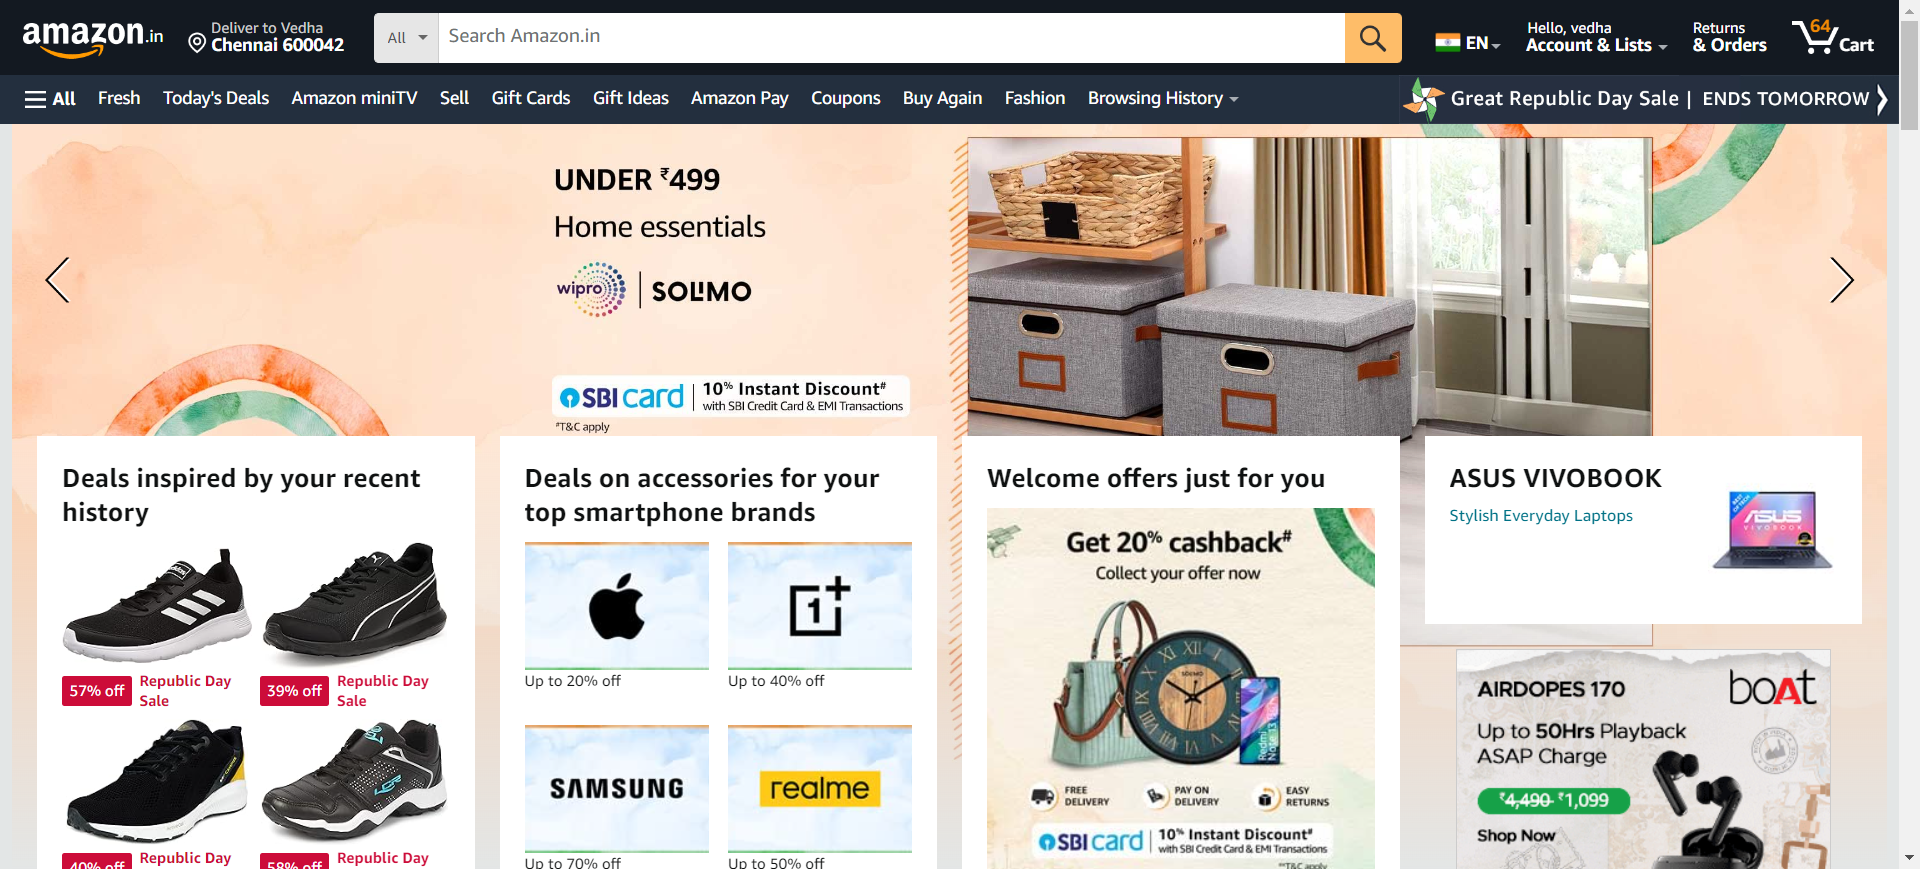 amazon.in
Deliver to Vedha
Chennai 600042
All
Search Amazon.in
EN
Hello, vedha
Account & Lists
Returns
& Orders
64
Cart
All
Fresh
Today's Deals
Amazon miniTV
Sell
Gift Cards
Gift Ideas
Amazon Pay
Coupons
Buy Again
Fashion
Browsing History
Great Republic Day Sale | ENDS TOMORROW
UNDER ₹499
Home essentials
wipro | SOLIMO
SBI card | 10% Instant Discount#
with SBI Credit Card & EMI Transactions
#T&C apply
Deals inspired by your recent
history
57% off
Republic Day
Sale
39% off
Republic Day
Sale
40% off
Republic Day
58% off
Republic Day
Deals on accessories for your
top smartphone brands
1+
Up to 20% off
Up to 40% off
SAMSUNG
realme
Up to 70% off
Up to 50% off
Welcome offers just for you
Get 20% cashback#
Collect your offer now
XII
SOLIMO
Redmi
Note 13
FREE
DELIVERY
PAY ON
DELIVERY
EASY
RETURNS
SBI card | 10% Instant Discount#
with SBI Credit Card & EMI Transactions
**T&C apply
ASUS VIVOBOOK
Stylish Everyday Laptops
ASUS
VIVOBOOK
AIRDOPES 170
boAt
Up to 50Hrs Playback
ASAP Charge
₹4,490 ₹1,099
Shop Now